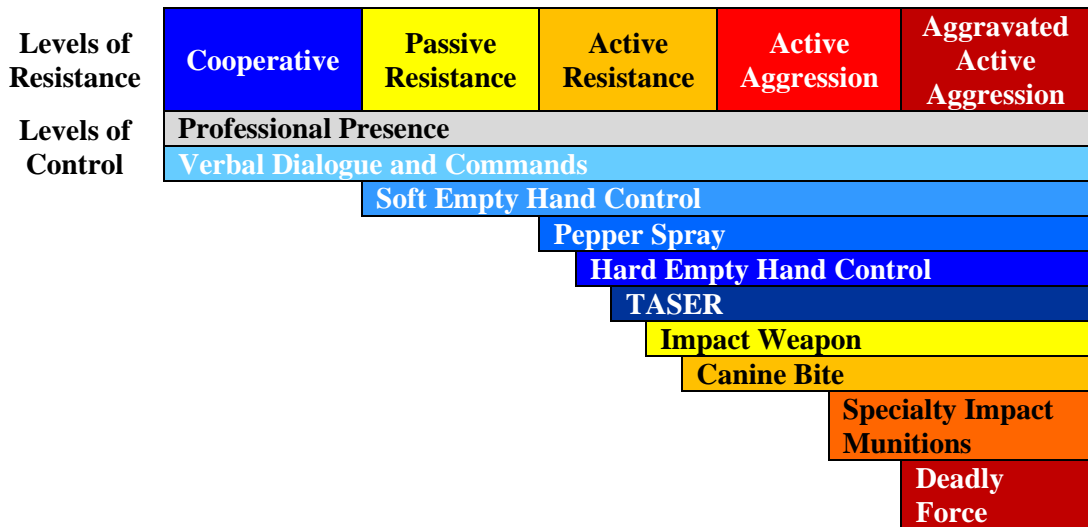 Levels of Resistance
Cooperative
Passive Resistance
Active Resistance
Active Aggression
Aggravated Active Aggression
Levels of Control
Professional Presence
Verbal Dialogue and Commands
Soft Empty Hand Control
Pepper Spray
Hard Empty Hand Control
TASER
Impact Weapon
Canine Bite
Specialty Impact
Munitions
Deadly
Force